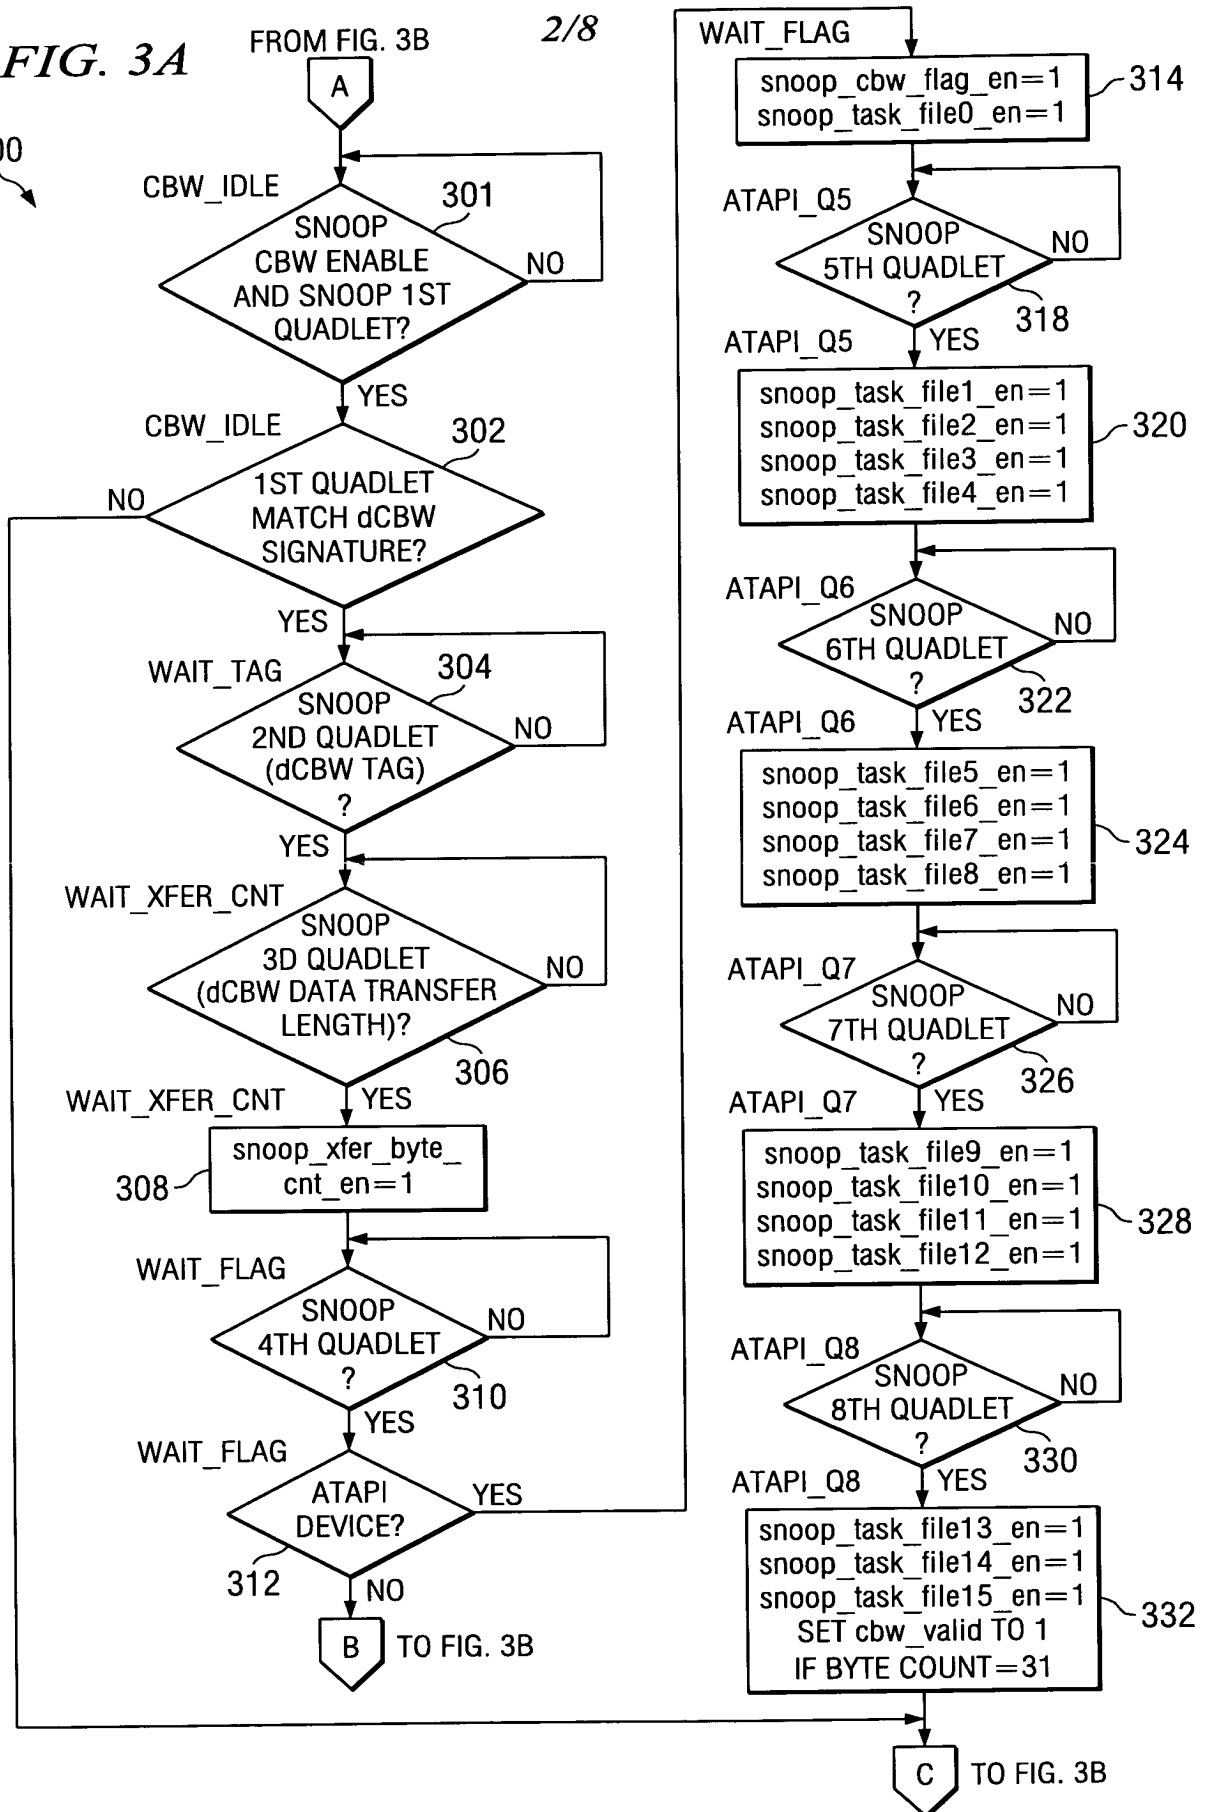 FIG. 3A
2/8
FROM FIG. 3B
A
00
CBW_IDLE
301
SNOOP
CBW ENABLE
AND SNOOP 1ST
QUADLET?
NO
YES
CBW_IDLE
302
1ST QUADLET
MATCH dCBW
SIGNATURE?
NO
YES
WAIT_TAG
304
SNOOP
2ND QUADLET
(dCBW TAG)
?
NO
YES
WAIT_XFER_CNT
SNOOP
3D QUADLET
(dCBW DATA TRANSFER
LENGTH)?
NO
306
YES
WAIT_XFER_CNT
snoop_xfer_byte_
cnt_en=1
308
WAIT_FLAG
SNOOP
4TH QUADLET
?
NO
310
YES
WAIT_FLAG
ATAPI
DEVICE?
YES
312
NO
B
TO FIG. 3B
WAIT_FLAG
snoop_cbw_flag_en=1
snoop_task_file0_en=1
314
ATAPI_Q5
SNOOP
5TH QUADLET
?
NO
318
YES
ATAPI_Q5
snoop_task_file1_en=1
snoop_task_file2_en=1
snoop_task_file3_en=1
snoop_task_file4_en=1
320
ATAPI_Q6
SNOOP
6TH QUADLET
?
NO
322
YES
ATAPI_Q6
snoop_task_file5_en=1
snoop_task_file6_en=1
snoop_task_file7_en=1
snoop_task_file8_en=1
324
ATAPI_Q7
SNOOP
7TH QUADLET
?
NO
326
YES
ATAPI_Q7
snoop_task_file9_en=1
snoop_task_file10_en=1
snoop_task_file11_en=1
snoop_task_file12_en=1
328
ATAPI_Q8
SNOOP
8TH QUADLET
?
NO
330
YES
ATAPI_Q8
snoop_task_file13_en=1
snoop_task_file14_en=1
snoop_task_file15_en=1
SET cbw_valid TO 1
IF BYTE COUNT=31
332
C
TO FIG. 3B